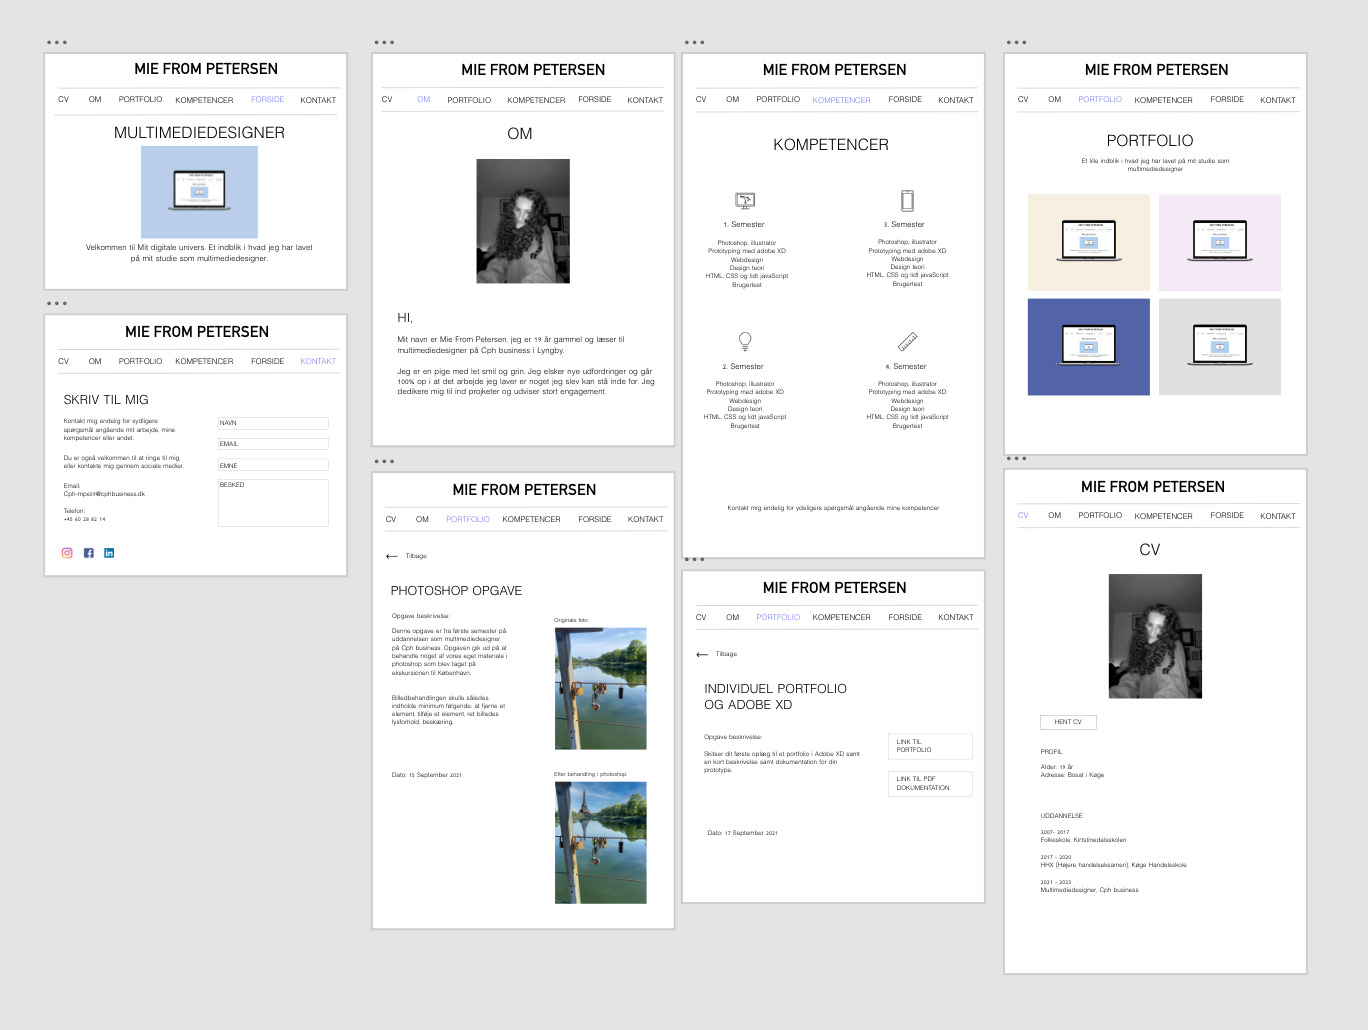 MIE FROM PETERSEN
CV OM PORTFOLIO KOMPETENCER FORSIDE KONTAKT
MULTIMEDIEDESIGNER
Velkommen til Mit digitale univers. Et indblik i hvad jeg har lavet
på mit studie som multimediedesigner.
MIE FROM PETERSEN
CV OM PORTFOLIO KOMPETENCER FORSIDE KONTAKT
SKRIV TIL MIG
Kontakt mig endelig for sydligere
spørgsmål angående mit arbejde, mine
kompetencer eller andet.
Du er også velkommen til at ringe til mig,
eller kontakte mig gennem sociale medier.
Email:
Cph-mp659@cphbusiness.dk
Telefon:
+45 60 28 82 14
NAVN
EMAIL
EMNE
BESKED
MIE FROM PETERSEN
CV OM PORTFOLIO KOMPETENCER FORSIDE KONTAKT
OM
HI,
Mit navn er Mie From Petersen, jeg er 19 år gammel og læser til
multimediedesigner på Cph business i Lyngby.
Jeg er en pige med let smil og grin. Jeg elsker nye udfordringer og går
100% op i at det arbejde jeg laver er noget jeg slev kan stå inde for. Jeg
dedikere mig til ind projketer og udviser stort engagement.
MIE FROM PETERSEN
CV OM PORTFOLIO KOMPETENCER FORSIDE KONTAKT
Tilbage
PHOTOSHOP OPGAVE
Opgave beskrivelse:
Denne opgave er fra første semester på
uddannelsen som multimediedesigner
på Cph business. Opgaven gik ud på at
behandle noget af vores eget materiale i
photoshop som blev taget på
ekskursionen til København.
Billedbehandlingen skulle således
indholde minimum følgende: at fjerne et
element, tilføje et element, ret billedes
lysforhold, beskæring.
Dato: 15 September 2021
Originale foto:
Efter behandling i photoshop:
MIE FROM PETERSEN
CV OM PORTFOLIO KOMPETENCER FORSIDE KONTAKT
KOMPETENCER
1. Semester
Photoshop, illustrator
Prototyping med adobe XD
Webdesign
Design teori
HTML, CSS og lidt javaScript
Brugertest
3. Semester
Photoshop, illustrator
Prototyping med adobe XD
Webdesign
Design teori
HTML, CSS og lidt javaScript
Brugertest
2. Semester
Photoshop, illustrator
Prototyping med adobe XD
Webdesign
Design teori
HTML, CSS og lidt javaScript
Brugertest
4. Semester
Photoshop, illustrator
Prototyping med adobe XD
Webdesign
Design teori
HTML, CSS og lidt javaScript
Brugertest
Kontakt mig endelig for ydeligere spørgsmål angående mine kompetencer
MIE FROM PETERSEN
CV OM PORTFOLIO KOMPETENCER FORSIDE KONTAKT
Tilbage
INDIVIDUEL PORTFOLIO
OG ADOBE XD
Opgave beskrivelse:
Skitser dit første oplæg til et portfolio i Adobe XD samt
en kort beskrivelse samt dokumentation for din
prototype.
LINK TIL
PORTFOLIO
LINK TIL PDF
DOKUMENTATION
Dato: 17 September 2021
MIE FROM PETERSEN
CV OM PORTFOLIO KOMPETENCER FORSIDE KONTAKT
PORTFOLIO
Et lille indblik i hvad jeg har lavet på mit studie som
multimediedesigner
MIE FROM PETERSEN
CV OM PORTFOLIO KOMPETENCER FORSIDE KONTAKT
CV
HENT CV
PROFIL
Alder: 19 år
Adresse: Bosat i Køge
UDDANNELSE
2007- 2017
Folkeskole, Kirtstinedalsskolen
2017 - 2020
HHX (Højere handelseksamen), Køge Handelsskole
2021 - 2023
Multimediedesigner, Cph business